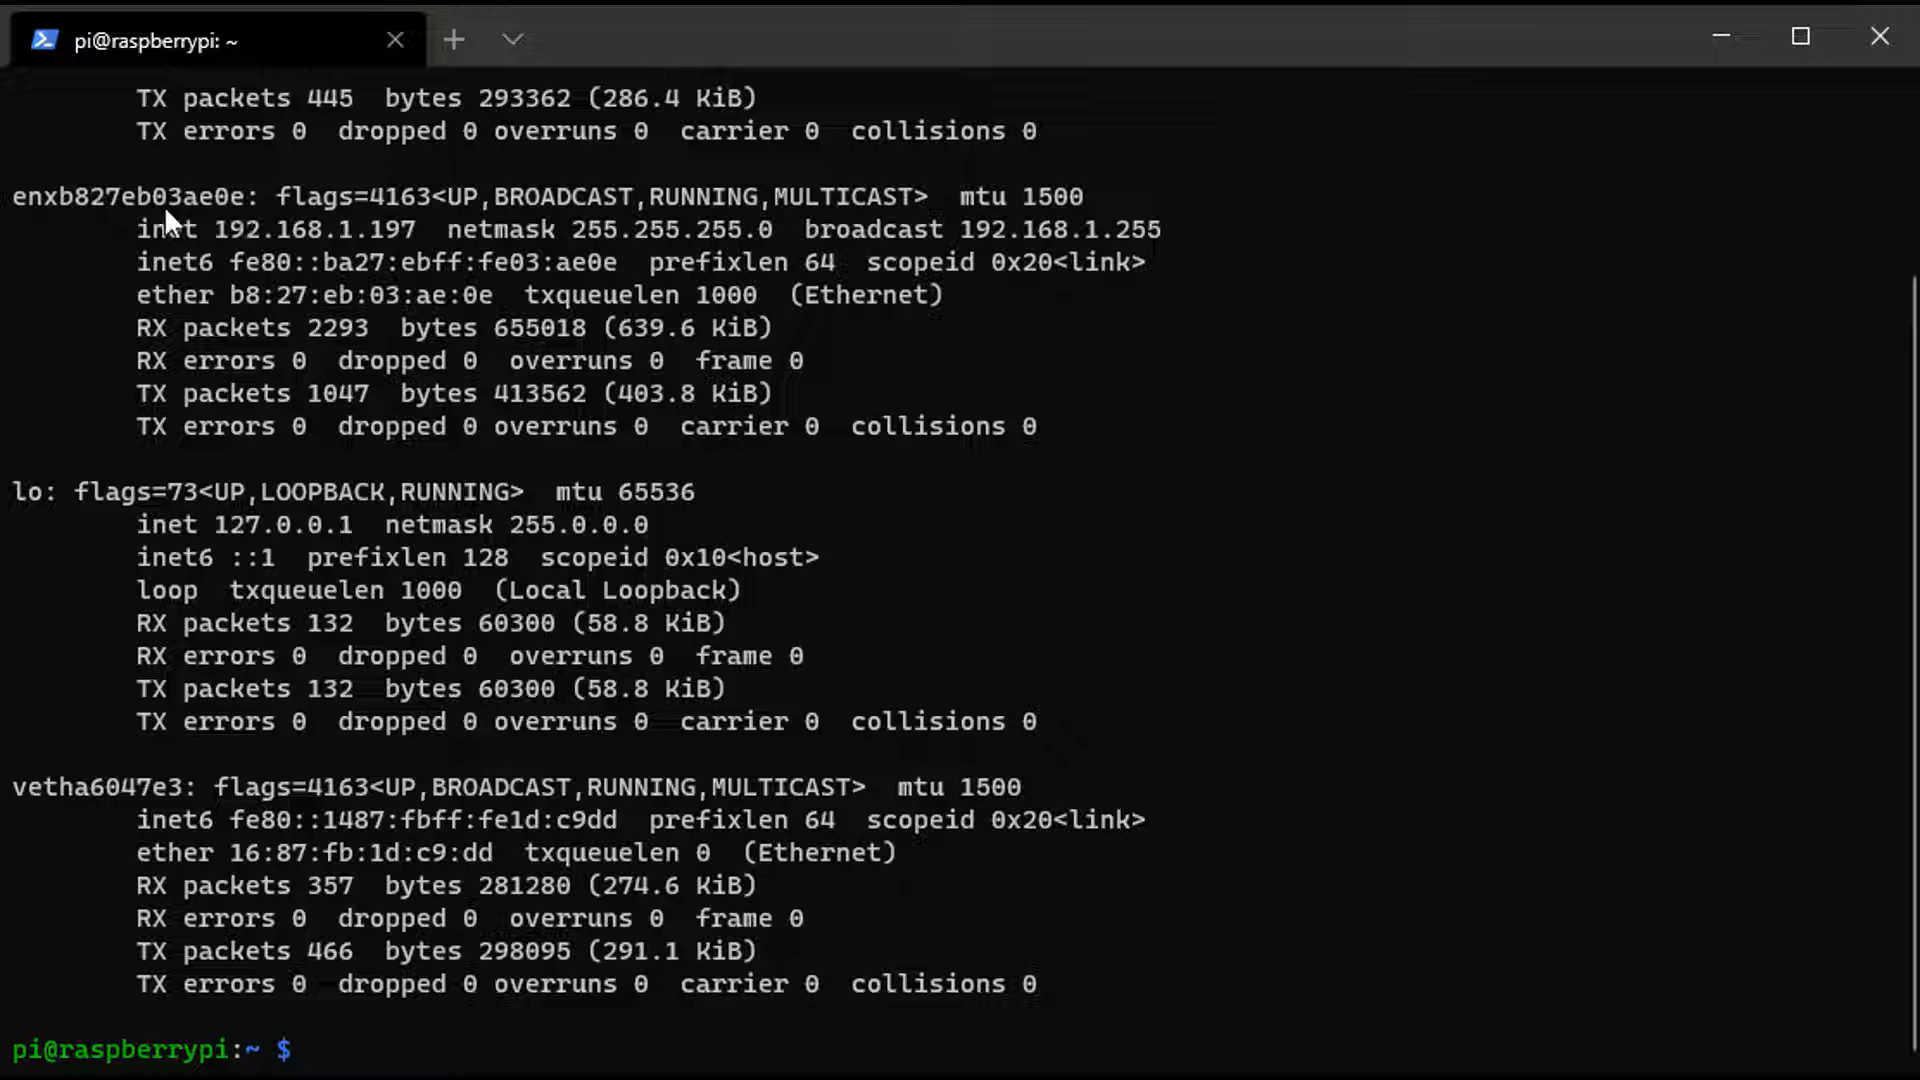 pi@raspberrypi: ~
TX packets 445  bytes 293362 (286.4 KiB)
TX errors 0  dropped 0 overruns 0  carrier 0  collisions 0
enxb827eb03ae0e: flags=4163<UP,BROADCAST,RUNNING,MULTICAST>  mtu 1500
inet 192.168.1.197  netmask 255.255.255.0  broadcast 192.168.1.255
inet6 fe80::ba27:ebff:fe03:ae0e  prefixlen 64  scopeid 0x20<link>
ether b8:27:eb:03:ae:0e  txqueuelen 1000  (Ethernet)
RX packets 2293  bytes 655018 (639.6 KiB)
RX errors 0  dropped 0  overruns 0  frame 0
TX packets 1047  bytes 413562 (403.8 KiB)
TX errors 0  dropped 0 overruns 0  carrier 0  collisions 0
lo: flags=73<UP,LOOPBACK,RUNNING>  mtu 65536
inet 127.0.0.1  netmask 255.0.0.0
inet6 ::1  prefixlen 128  scopeid 0x10<host>
loop  txqueuelen 1000  (Local Loopback)
RX packets 132  bytes 60300 (58.8 KiB)
RX errors 0  dropped 0  overruns 0  frame 0
TX packets 132  bytes 60300 (58.8 KiB)
TX errors 0  dropped 0 overruns 0  carrier 0  collisions 0
vetha6047e3: flags=4163<UP,BROADCAST,RUNNING,MULTICAST>  mtu 1500
inet6 fe80::1487:fbff:fe1d:c9dd  prefixlen 64  scopeid 0x20<link>
ether 16:87:fb:1d:c9:dd  txqueuelen 0  (Ethernet)
RX packets 357  bytes 281280 (274.6 KiB)
RX errors 0  dropped 0  overruns 0  frame 0
TX packets 466  bytes 298095 (291.1 KiB)
TX errors 0  dropped 0 overruns 0  carrier 0  collisions 0
pi@raspberrypi:~ $